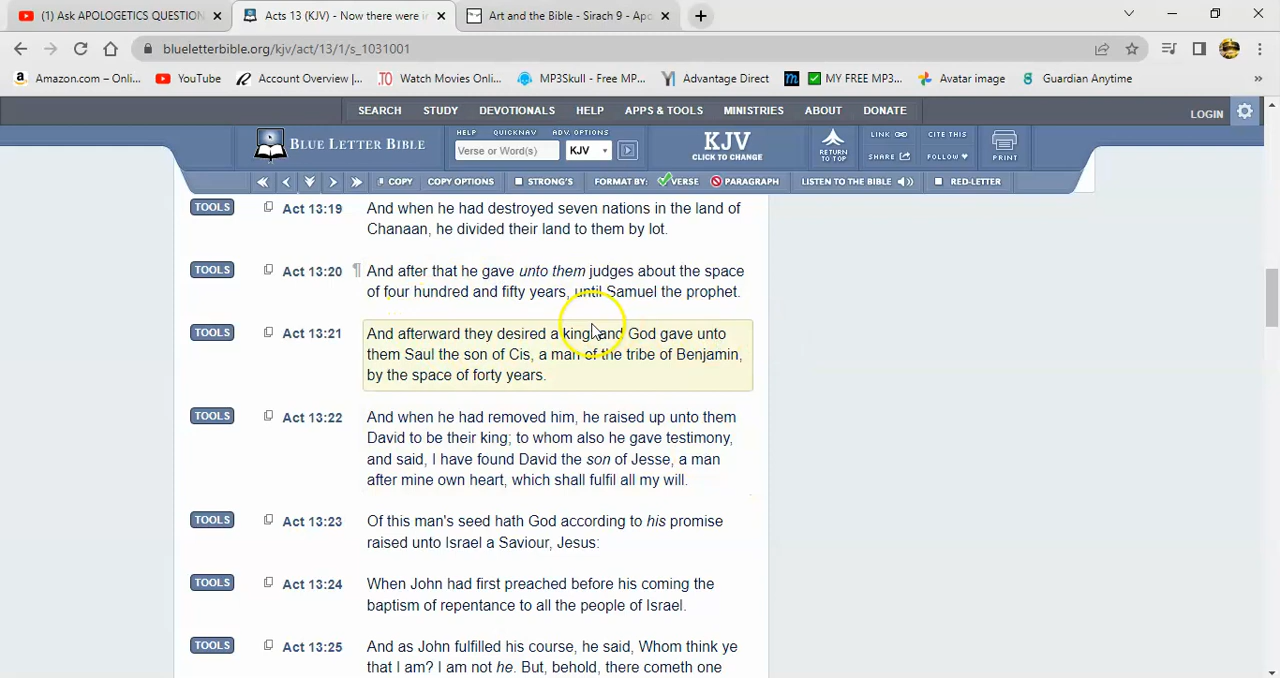 (1) Ask APOLOGETICS QUESTION
Acts 13 (KJV) - Now there were i
Art and the Bible - Sirach 9 - Apo
blueletterbible.org/kjv/act/13/1/s_1031001
Amazon.com – Onli...
YouTube
Account Overview |...
Watch Movies Onlin...
MP3Skull - Free MP...
Advantage Direct
MY FREE MP3...
Avatar image
Guardian Anytime
»
SEARCH STUDY DEVOTIONALS HELP APPS & TOOLS MINISTRIES ABOUT DONATE
LOGIN
BLUE LETTER BIBLE
HELP QUICKNAV ADV. OPTIONS
Verse or Word(s) KJV
KJV
CLICK TO CHANGE
RETURN TO TOP
LINK
CITE THIS
SHARE
FOLLOW
PRINT
COPY COPY OPTIONS STRONG'S FORMAT BY: VERSE PARAGRAPH LISTEN TO THE BIBLE RED-LETTER
TOOLS Act 13:19 And when he had destroyed seven nations in the land of
Chanaan, he divided their land to them by lot.
TOOLS Act 13:20 ¶ And after that he gave unto them judges about the space
of four hundred and fifty years, until Samuel the prophet.
TOOLS Act 13:21 And afterward they desired a king: and God gave unto
them Saul the son of Cis, a man of the tribe of Benjamin,
by the space of forty years.
TOOLS Act 13:22 And when he had removed him, he raised up unto them
David to be their king; to whom also he gave testimony,
and said, I have found David the son of Jesse, a man
after mine own heart, which shall fulfil all my will.
TOOLS Act 13:23 Of this man's seed hath God according to his promise
raised unto Israel a Saviour, Jesus:
TOOLS Act 13:24 When John had first preached before his coming the
baptism of repentance to all the people of Israel.
TOOLS Act 13:25 And as John fulfilled his course, he said, Whom think ye
that I am? I am not he. But, behold, there cometh one